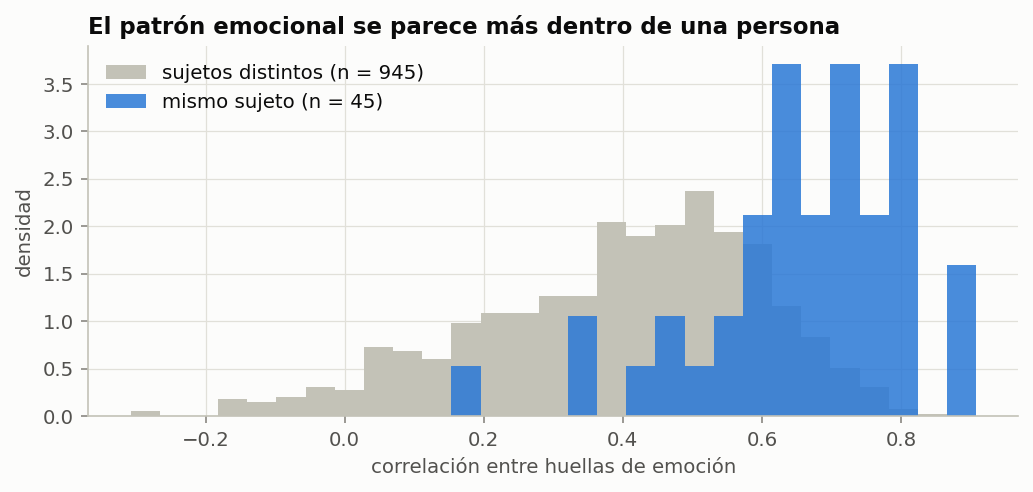 El patrón emocional se parece más dentro de una persona
sujetos distintos (n = 945)
mismo sujeto (n = 45)
densidad
3.5
3.0
2.5
2.0
1.5
1.0
0.5
0.0
−0.2
0.0
0.2
0.4
0.6
0.8
correlación entre huellas de emoción